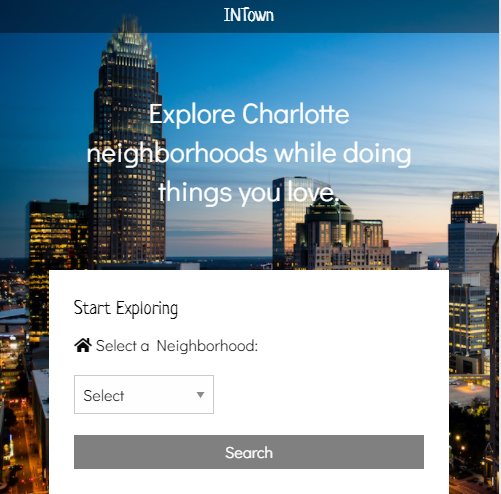 INTown
Explore Charlotte
neighborhoods while doing
things you love.
Start Exploring
Select a Neighborhood:
Select
Search